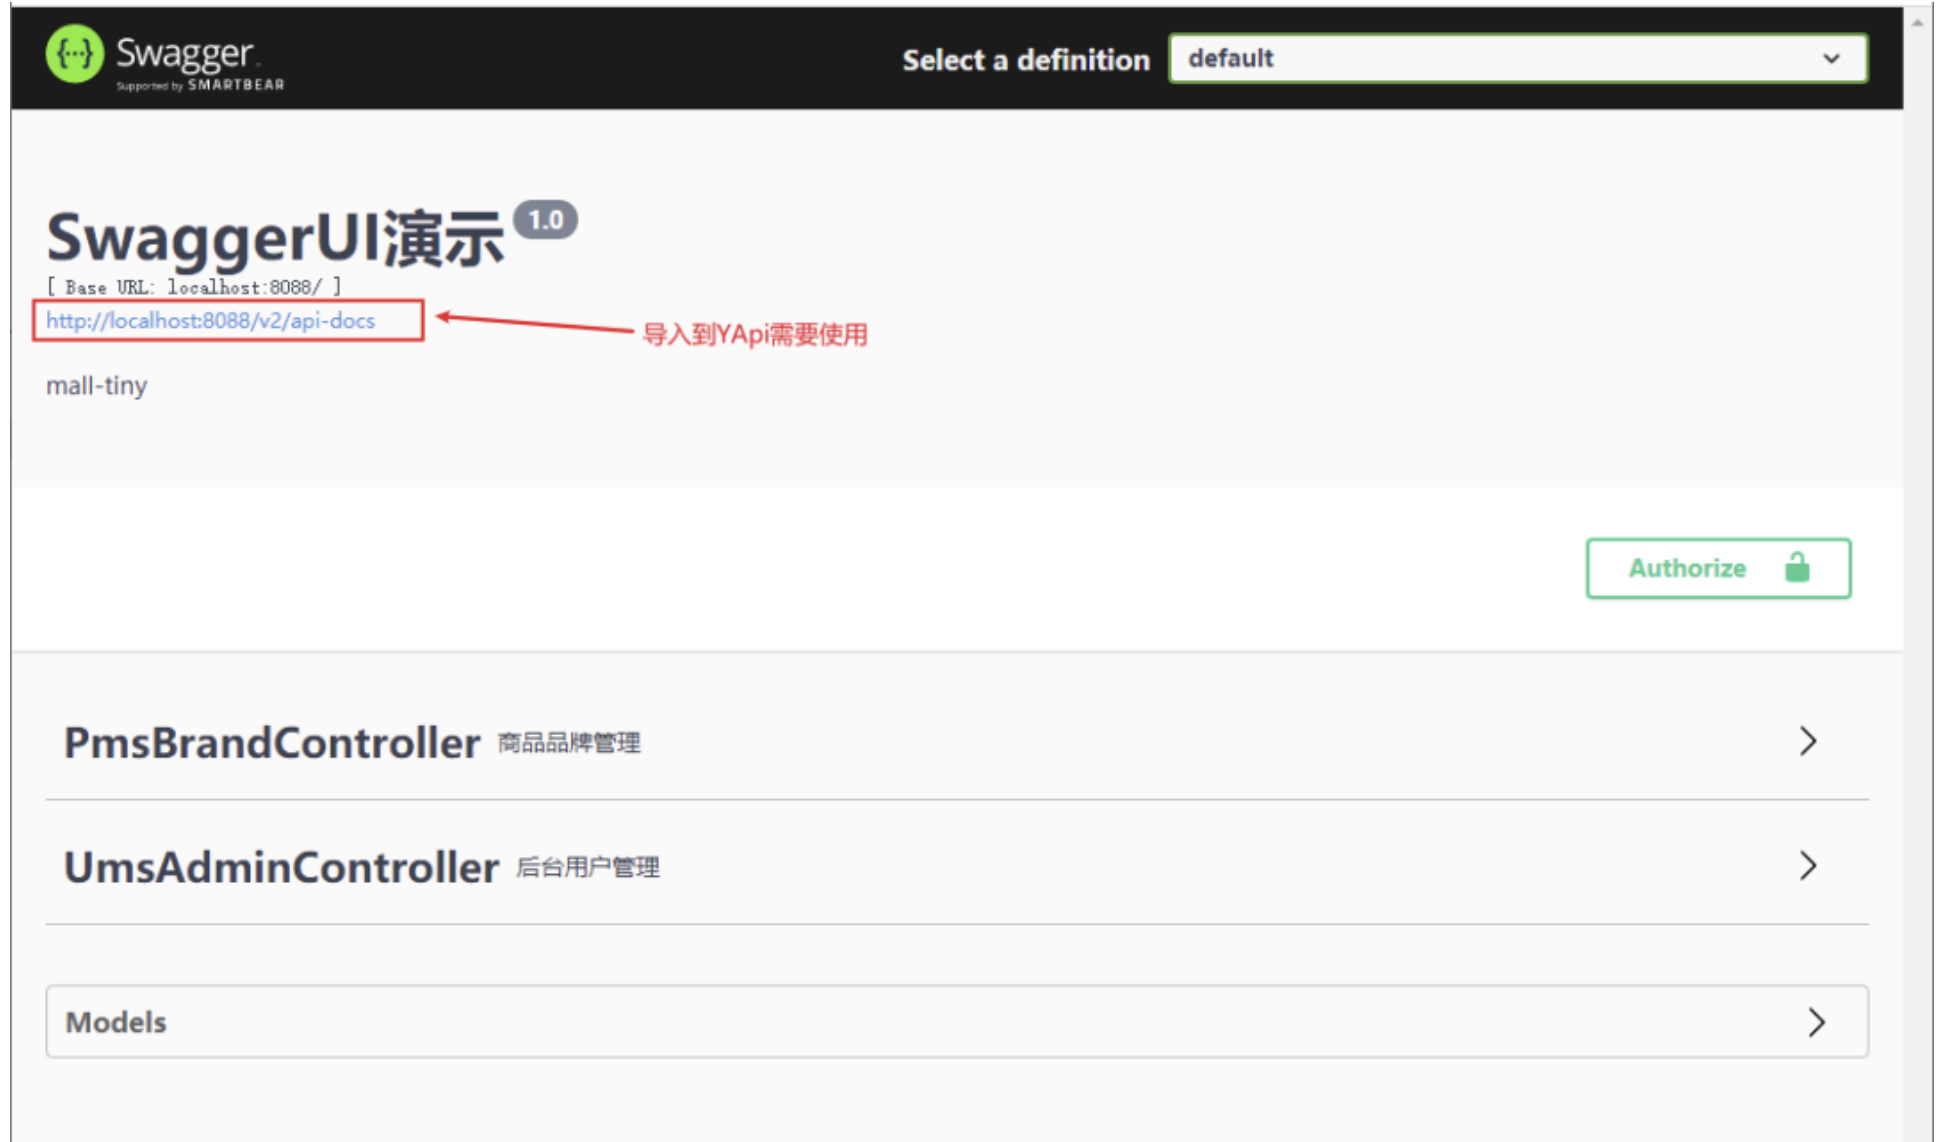 Swagger.
Supported by SMARTBEAR
Select a definition
default
SwaggerUI演示 1.0
[ Base URL: localhost:8088/ ]
http://localhost:8088/v2/api-docs
导入到YApi需要使用
mall-tiny
Authorize
PmsBrandController 商品品牌管理
UmsAdminController 后台用户管理
Models